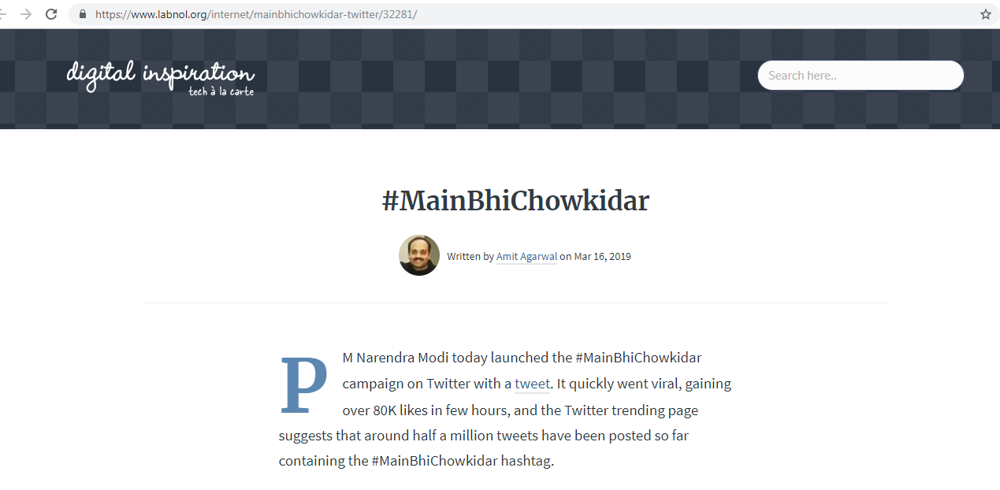 https://www.labnol.org/internet/mainbhichowkidar-twitter/32281/
digital inspiration
tech à la carte
Search here..
#MainBhiChowkidar
Written by Amit Agarwal on Mar 16, 2019
PM Narendra Modi today launched the #MainBhiChowkidar
campaign on Twitter with a tweet. It quickly went viral, gaining
over 80K likes in few hours, and the Twitter trending page
suggests that around half a million tweets have been posted so far
containing the #MainBhiChowkidar hashtag.